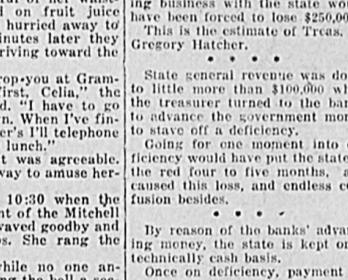 l on fruit juice
hurried away to
inutes later they
riving toward the
rop•you at Gram-
first, Celia," the
d. "I have to go
n. When I've fin-
er's I'll telephone
lunch."
t was agreeable.
way to amuse her-
10:30 when the
nt of the Mitchell
waved goodby and
s. She rang the
while no one an-
ing business with the state wo
have been forced to lose $250,00
This is the estimate of Treas.
Gregory Hatcher.
• • • •
State general revenue was do
to little more than $100,000 wh
the treasurer turned to the ban
to advance the government mon
to stave off a deficiency.
Going for one moment into
ficiency would have put the state
the red four to five months, a
caused this loss, and endless co
fusion besides.
• • • •
By reason of the banks' advan
ing money, the state is kept on
technically cash basis.
Once on deficiency, payment